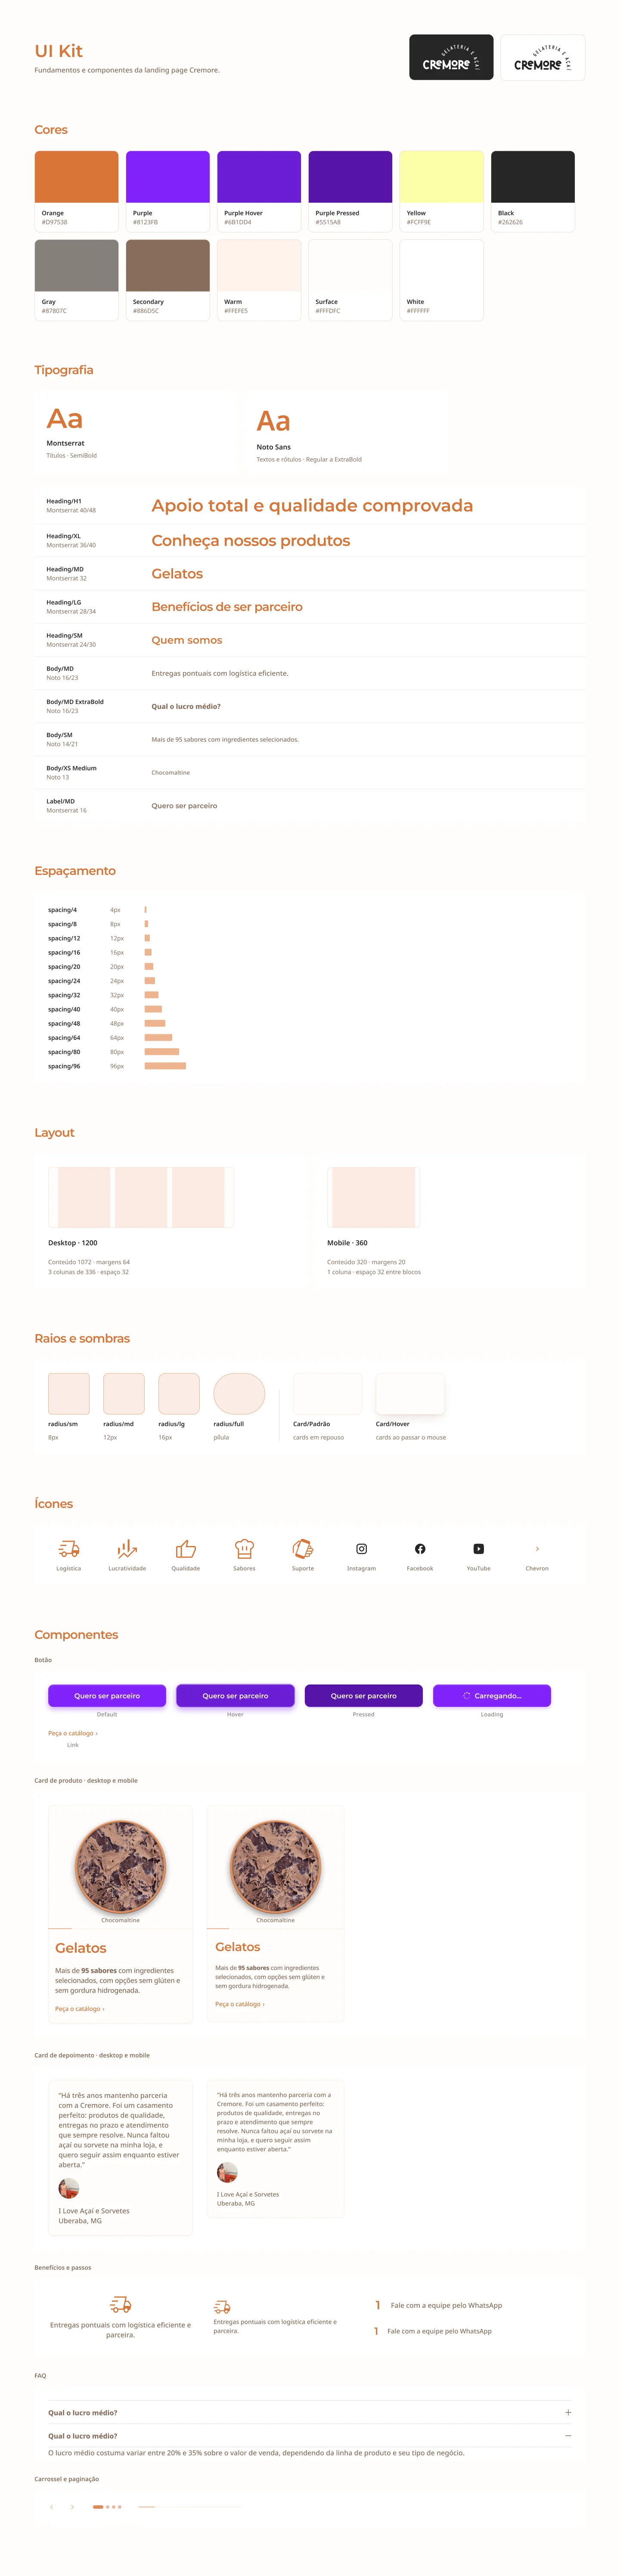 UI Kit
Fundamentos e componentes da landing page Cremore.
GELATERIA E AÇAÍ
CREMORE
GELATERIA E AÇAÍ
CREMORE
Cores
Orange
#D97538
Purple
#8123FB
Purple Hover
#6B1DD4
Purple Pressed
#5515A8
Yellow
#FCFF9E
Black
#262626
Gray
#87807C
Secondary
#886D5C
Warm
#FFEFE5
Surface
#FFFDFC
White
#FFFFFF
Tipografia
Aa
Montserrat
Títulos · SemiBold
Aa
Noto Sans
Textos e rótulos · Regular a ExtraBold
Heading/H1
Montserrat 40/48
Apoio total e qualidade comprovada
Heading/XL
Montserrat 36/40
Conheça nossos produtos
Heading/MD
Montserrat 32
Gelatos
Heading/LG
Montserrat 28/34
Benefícios de ser parceiro
Heading/SM
Montserrat 24/30
Quem somos
Body/MD
Noto 16/23
Entregas pontuais com logística eficiente.
Body/MD ExtraBold
Noto 16/23
Qual o lucro médio?
Body/SM
Noto 14/21
Mais de 95 sabores com ingredientes selecionados.
Body/XS Medium
Noto 13
Chocomaltine
Label/MD
Montserrat 16
Quero ser parceiro
Espaçamento
spacing/4 4px
spacing/8 8px
spacing/12 12px
spacing/16 16px
spacing/20 20px
spacing/24 24px
spacing/32 32px
spacing/40 40px
spacing/48 48px
spacing/64 64px
spacing/80 80px
spacing/96 96px
Layout
Desktop · 1200
Conteúdo 1072 · margens 64
3 colunas de 336 · espaço 32
Mobile · 360
Conteúdo 320 · margens 20
1 coluna · espaço 32 entre blocos
Raios e sombras
radius/sm
8px
radius/md
12px
radius/lg
16px
radius/full
pílula
Card/Padrão
cards em repouso
Card/Hover
cards ao passar o mouse
Ícones
Logística
Lucratividade
Qualidade
Sabores
Suporte
Instagram
Facebook
YouTube
Chevron
Componentes
Botão
Quero ser parceiro
Default
Quero ser parceiro
Hover
Quero ser parceiro
Pressed
Carregando...
Loading
Peça o catálogo ›
Link
Card de produto · desktop e mobile
Chocomaltine
Gelatos
Mais de 95 sabores com ingredientes
selecionados, com opções sem glúten e
sem gordura hidrogenada.
Peça o catálogo ›
Chocomaltine
Gelatos
Mais de 95 sabores com ingredientes
selecionados, com opções sem glúten e
sem gordura hidrogenada.
Peça o catálogo ›
Card de depoimento · desktop e mobile
"Há três anos mantenho parceria
com a Cremore. Foi um casamento
perfeito: produtos de qualidade,
entregas no prazo e atendimento
que sempre resolve. Nunca faltou
açaí ou sorvete na minha loja, e
quero seguir assim enquanto estiver
aberta."
I Love Açaí e Sorvetes
Uberaba, MG
"Há três anos mantenho parceria com a
Cremore. Foi um casamento perfeito:
produtos de qualidade, entregas no
prazo e atendimento que sempre
resolve. Nunca faltou açaí ou sorvete na
minha loja, e quero seguir assim
enquanto estiver aberta."
I Love Açaí e Sorvetes
Uberaba, MG
Benefícios e passos
Entregas pontuais com logística eficiente e
parceira.
Entregas pontuais com logística eficiente e
parceira.
1 Fale com a equipe pelo WhatsApp
1 Fale com a equipe pelo WhatsApp
FAQ
Qual o lucro médio?
Qual o lucro médio?
O lucro médio costuma variar entre 20% e 35% sobre o valor de venda, dependendo da linha de produto e seu tipo de negócio.
Carrossel e paginação